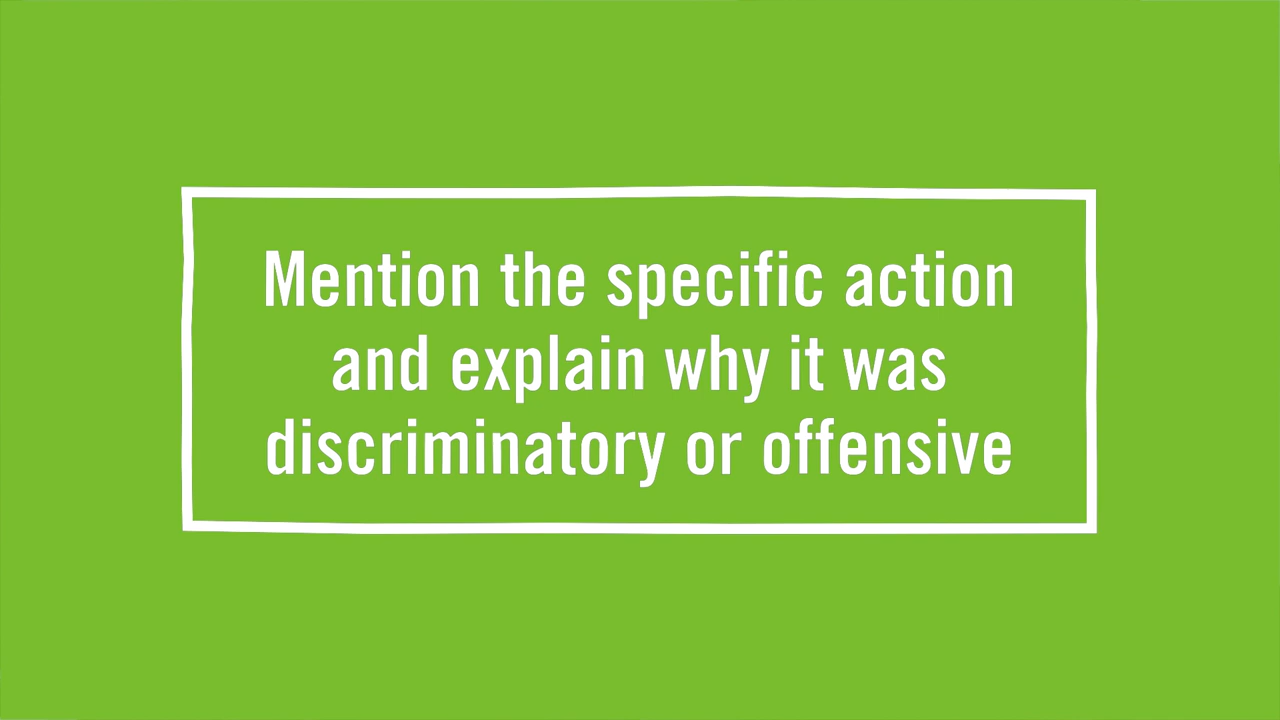 Mention the specific action
and explain why it was
discriminatory or offensive